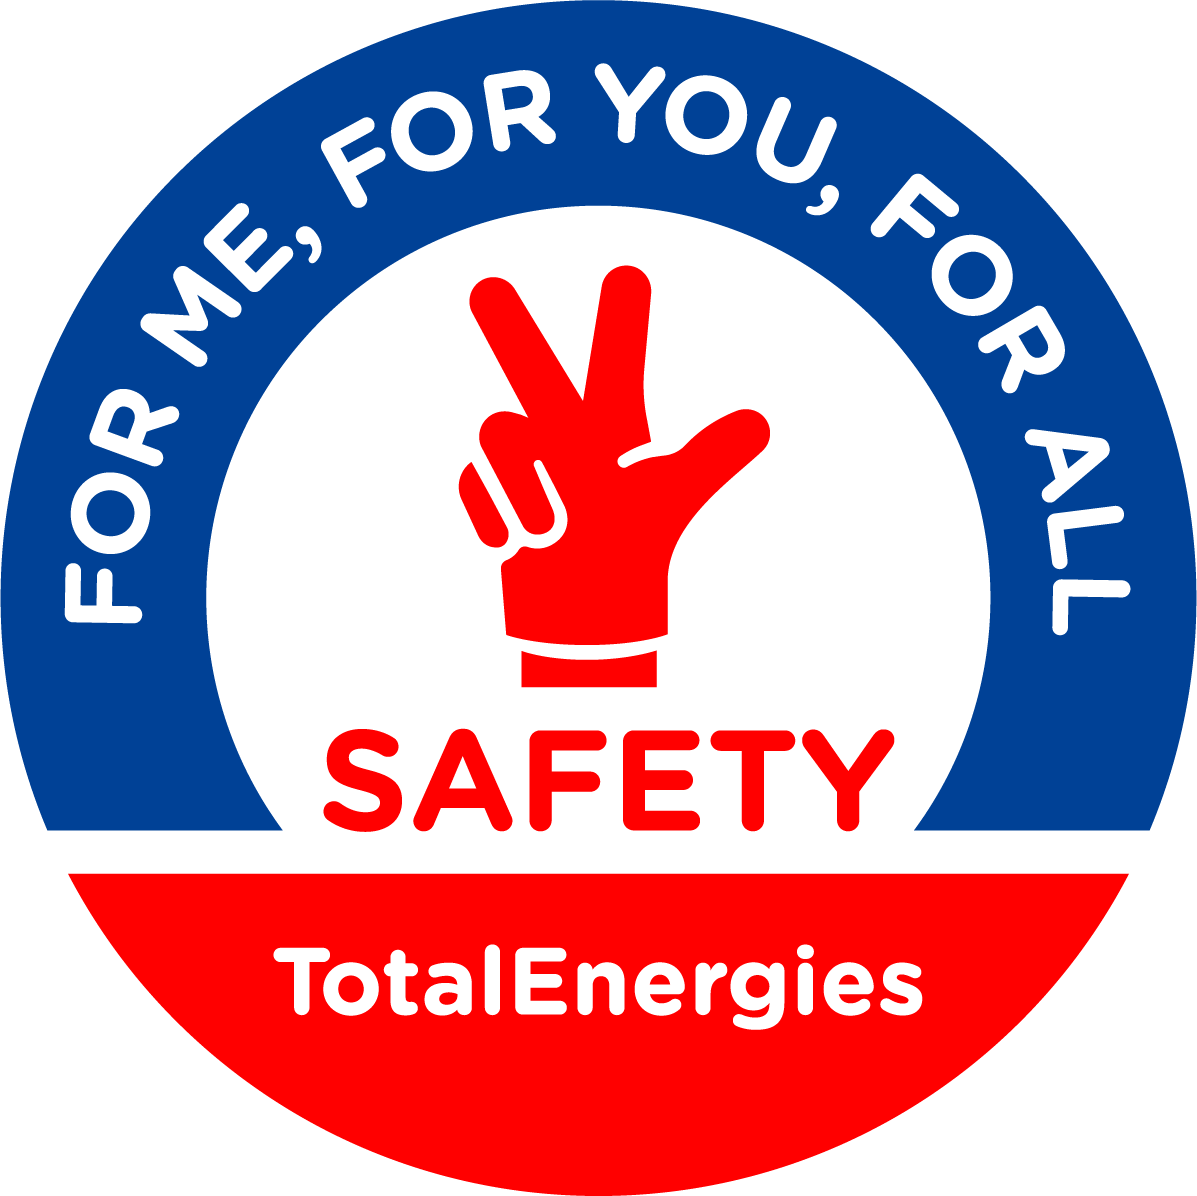 FOR ME, FOR YOU, FOR ALL
SAFETY
TotalEnergies